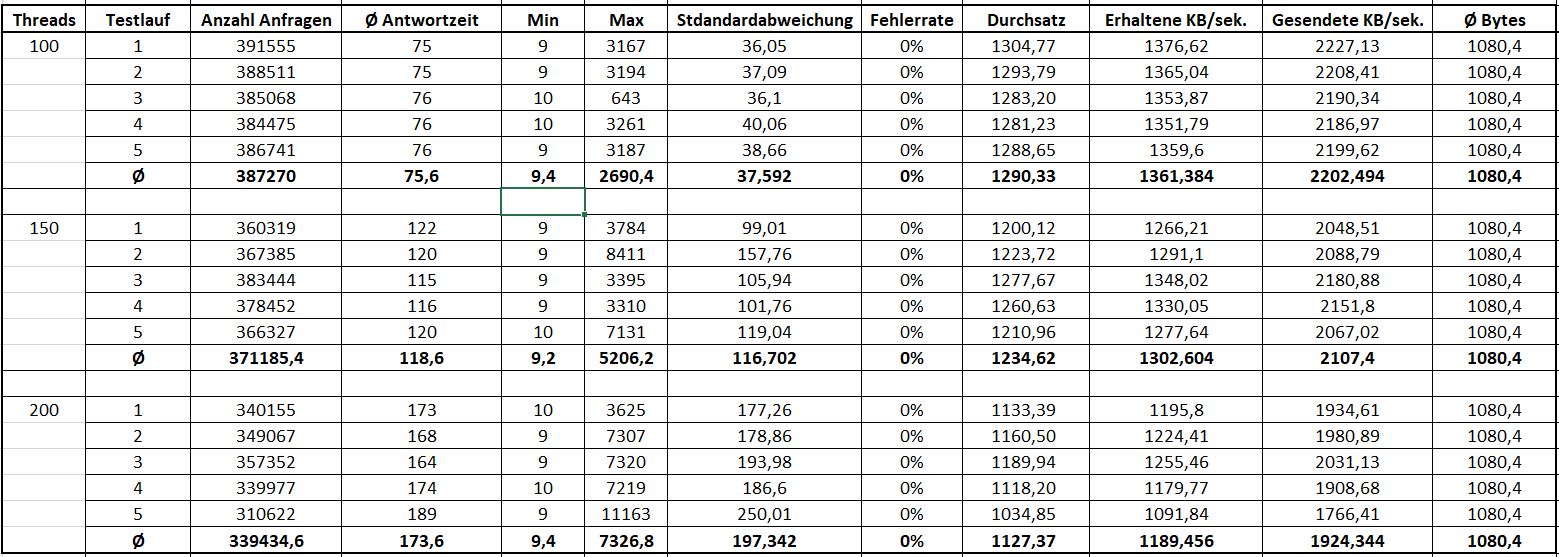 Threads Testlauf Anzahl Anfragen Ø Antwortzeit Min Max Stdandardabweichung Fehlerrate Durchsatz Erhaltene KB/sek. Gesendete KB/sek. Ø Bytes
100 1 391555 75 9 3167 36,05 0% 1304,77 1376,62 2227,13 1080,4
2 388511 75 9 3194 37,09 0% 1293,79 1365,04 2208,41 1080,4
3 385068 76 10 643 36,1 0% 1283,20 1353,87 2190,34 1080,4
4 384475 76 10 3261 40,06 0% 1281,23 1351,79 2186,97 1080,4
5 386741 76 9 3187 38,66 0% 1288,65 1359,6 2199,62 1080,4
Ø 387270 75,6 9,4 2690,4 37,592 0% 1290,33 1361,384 2202,494 1080,4
150 1 360319 122 9 3784 99,01 0% 1200,12 1266,21 2048,51 1080,4
2 367385 120 9 8411 157,76 0% 1223,72 1291,1 2088,79 1080,4
3 383444 115 9 3395 105,94 0% 1277,67 1348,02 2180,88 1080,4
4 378452 116 9 3310 101,76 0% 1260,63 1330,05 2151,8 1080,4
5 366327 120 10 7131 119,04 0% 1210,96 1277,64 2067,02 1080,4
Ø 371185,4 118,6 9,2 5206,2 116,702 0% 1234,62 1302,604 2107,4 1080,4
200 1 340155 173 10 3625 177,26 0% 1133,39 1195,8 1934,61 1080,4
2 349067 168 9 7307 178,86 0% 1160,50 1224,41 1980,89 1080,4
3 357352 164 9 7320 193,98 0% 1189,94 1255,46 2031,13 1080,4
4 339977 174 10 7219 186,6 0% 1118,20 1179,77 1908,68 1080,4
5 310622 189 9 11163 250,01 0% 1034,85 1091,84 1766,41 1080,4
Ø 339434,6 173,6 9,4 7326,8 197,342 0% 1127,37 1189,456 1924,344 1080,4